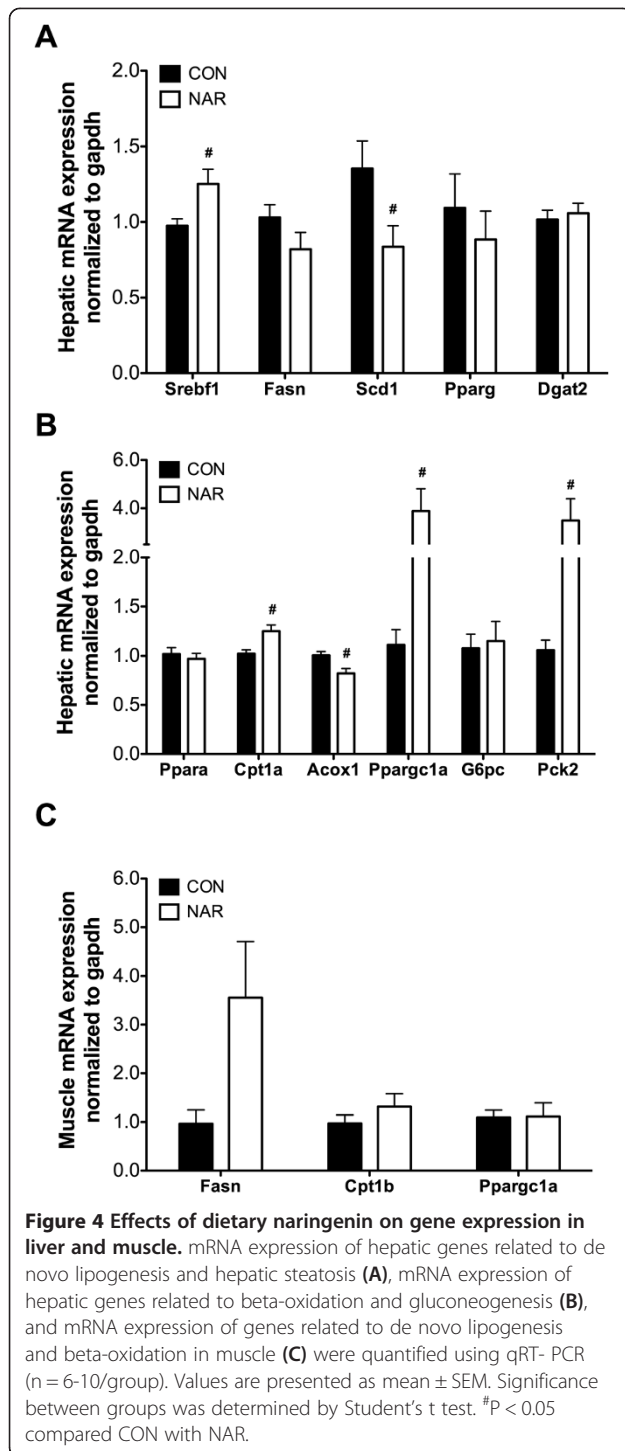 A
CON
NAR
Hepatic mRNA expression
normalized to gapdh
2.0
1.5
1.0
0.5
0.0
#
#
Srebf1 Fasn Scd1 Pparg Dgat2
B
CON
NAR
Hepatic mRNA expression
normalized to gapdh
6.0
4.0
2.0
1.5
1.0
0.5
0.0
#
#
#
#
Ppara Cpt1a Acox1 Ppargc1a G6pc Pck2
C
CON
NAR
Muscle mRNA expression
normalized to gapdh
6.0
5.0
4.0
3.0
2.0
1.0
0.0
Fasn Cpt1b Ppargc1a
Figure 4 Effects of dietary naringenin on gene expression in
liver and muscle. mRNA expression of hepatic genes related to de
novo lipogenesis and hepatic steatosis (A), mRNA expression of
hepatic genes related to beta-oxidation and gluconeogenesis (B),
and mRNA expression of genes related to de novo lipogenesis
and beta-oxidation in muscle (C) were quantified using qRT- PCR
(n = 6-10/group). Values are presented as mean ± SEM. Significance
between groups was determined by Student's t test. #P < 0.05
compared CON with NAR.